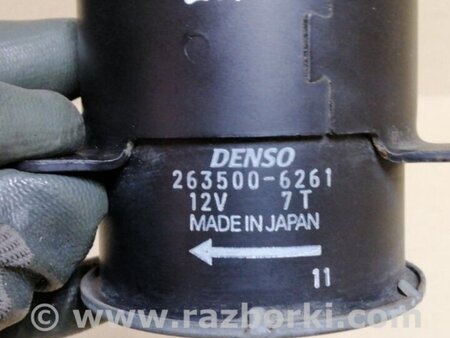 DENSO
263500-6261
12V 7T
MADE IN JAPAN
11
© www.razborki.com